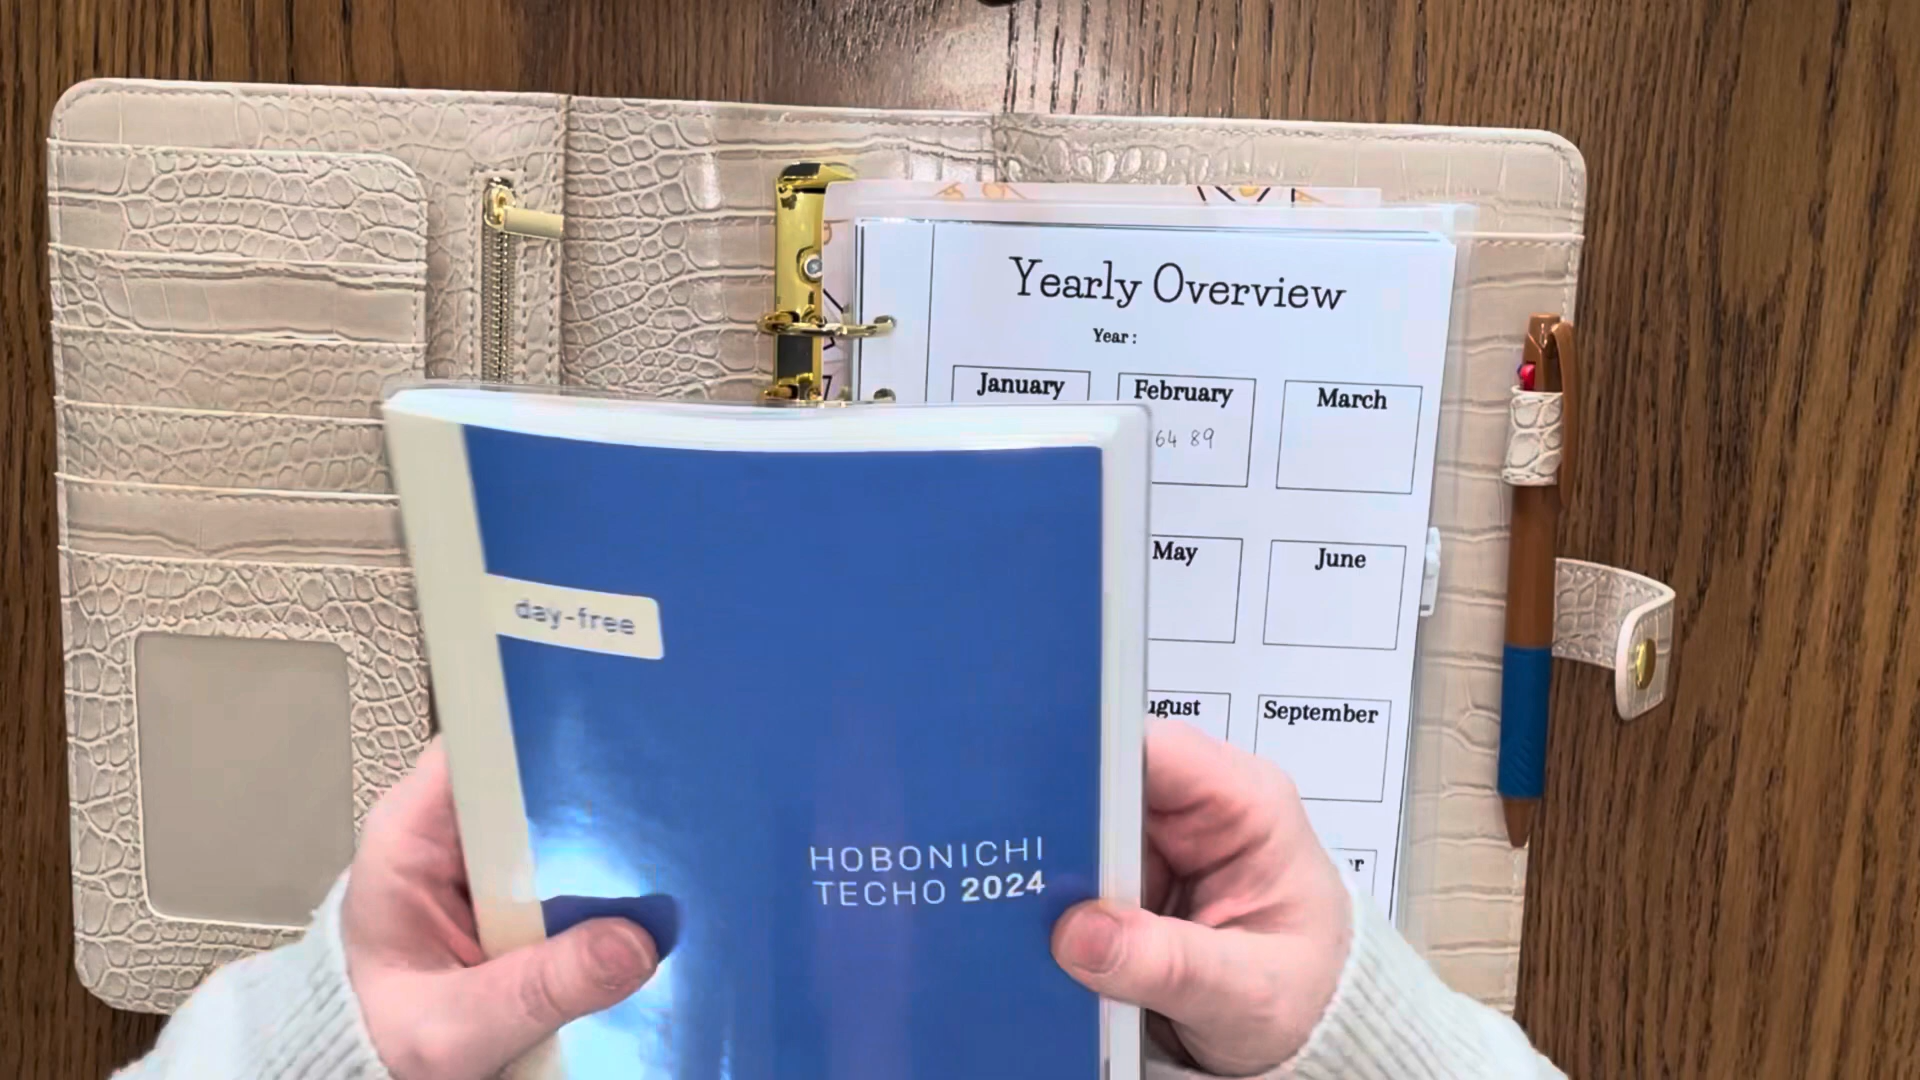 Yearly Overview
Year :
January
February
March
64 89
May
June
ugust
September
day-free
HOBONICHI
TECHO 2024